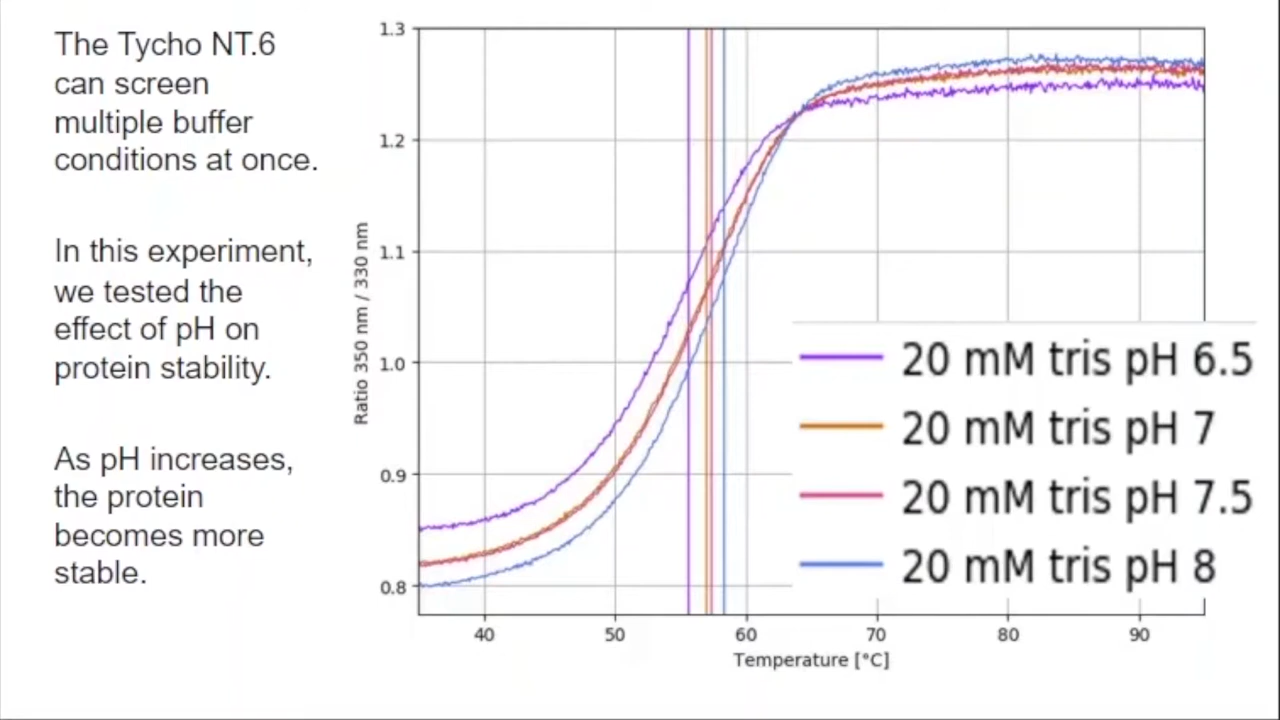 The Tycho NT.6
can screen
multiple buffer
conditions at once.
In this experiment,
we tested the
effect of pH on
protein stability.
As pH increases,
the protein
becomes more
stable.
1.3
1.2
1.1
1.0
0.9
0.8
Ratio 350 nm / 330 nm
40
50
60
70
80
90
Temperature [°C]
20 mM tris pH 6.5
20 mM tris pH 7
20 mM tris pH 7.5
20 mM tris pH 8